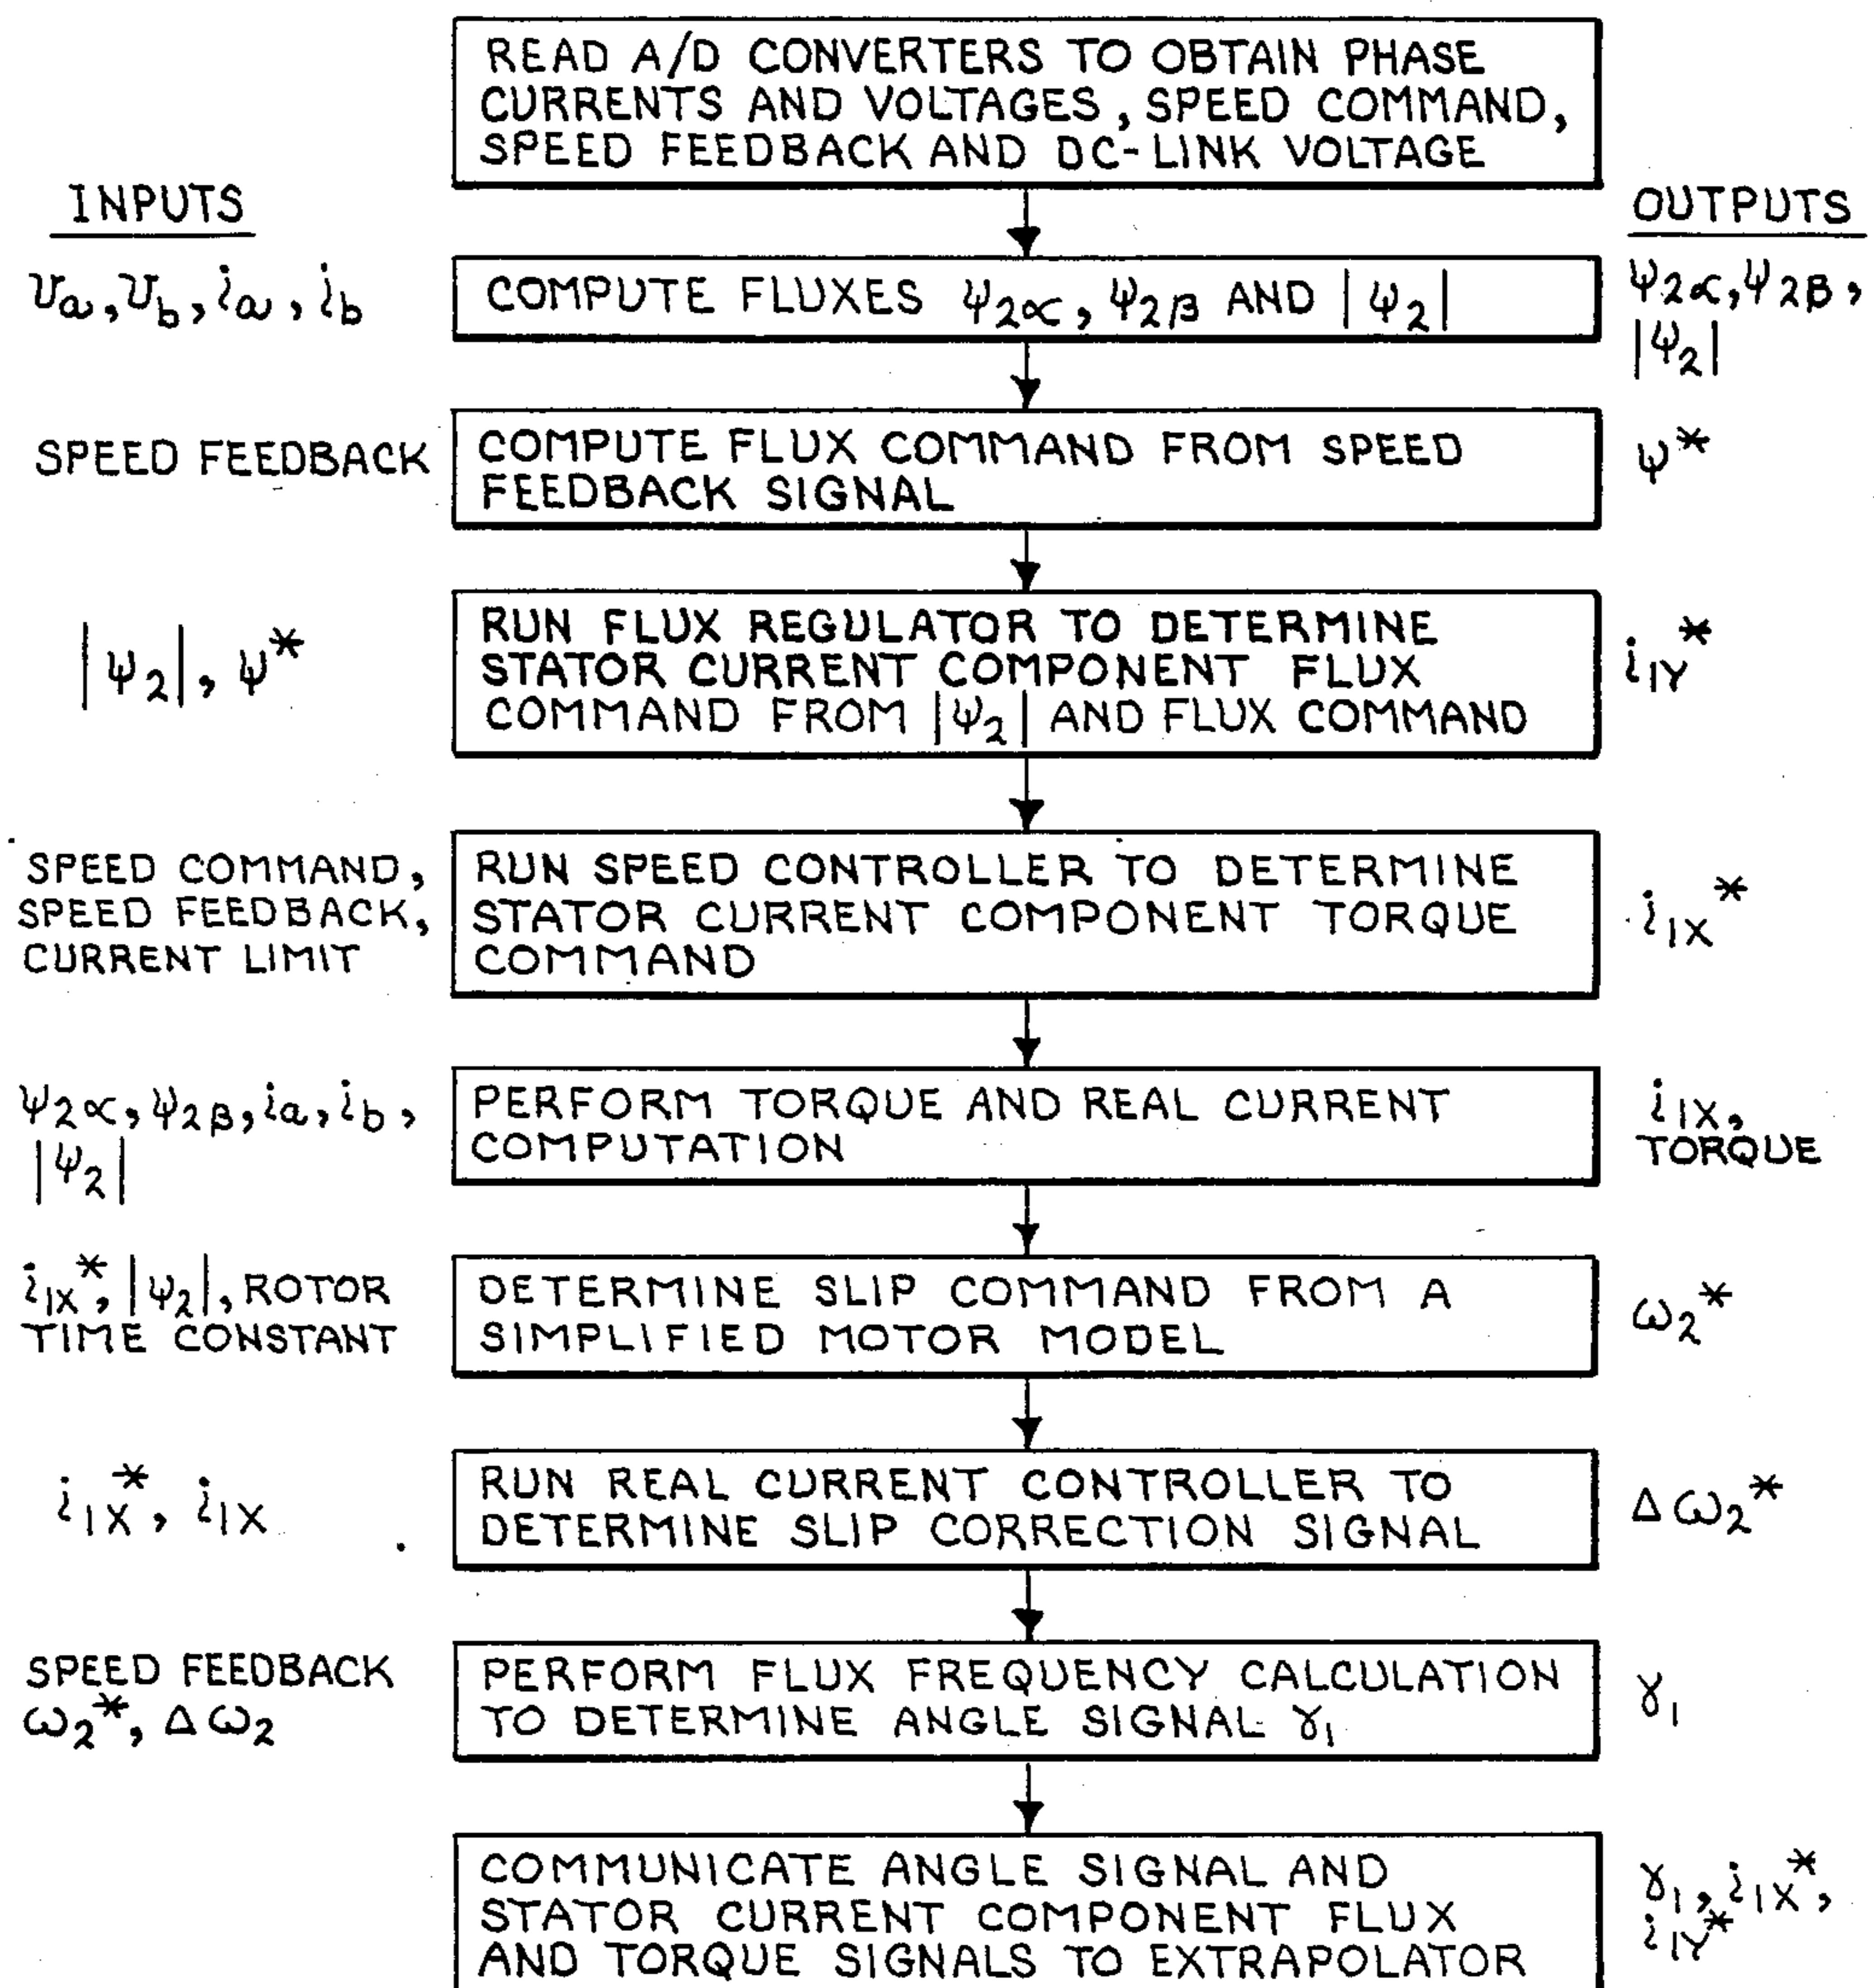 READ A/D CONVERTERS TO OBTAIN PHASE
CURRENTS AND VOLTAGES, SPEED COMMAND,
SPEED FEEDBACK AND DC-LINK VOLTAGE
INPUTS
OUTPUTS
va, vb, ia, ib
COMPUTE FLUXES ψ2α, ψ2β AND |ψ2|
ψ2α, ψ2β,
|ψ2|
SPEED FEEDBACK
COMPUTE FLUX COMMAND FROM SPEED
FEEDBACK SIGNAL
ψ*
|ψ2|, ψ*
RUN FLUX REGULATOR TO DETERMINE
STATOR CURRENT COMPONENT FLUX
COMMAND FROM |ψ2| AND FLUX COMMAND
i1Y*
SPEED COMMAND,
SPEED FEEDBACK,
CURRENT LIMIT
RUN SPEED CONTROLLER TO DETERMINE
STATOR CURRENT COMPONENT TORQUE
COMMAND
i1X*
ψ2α, ψ2β, ia, ib,
|ψ2|
PERFORM TORQUE AND REAL CURRENT
COMPUTATION
i1X,
TORQUE
i1X*, |ψ2|, ROTOR
TIME CONSTANT
DETERMINE SLIP COMMAND FROM A
SIMPLIFIED MOTOR MODEL
ω2*
i1X*, i1X
RUN REAL CURRENT CONTROLLER TO
DETERMINE SLIP CORRECTION SIGNAL
Δω2*
SPEED FEEDBACK
ω2*, Δω2
PERFORM FLUX FREQUENCY CALCULATION
TO DETERMINE ANGLE SIGNAL γ1
γ1
COMMUNICATE ANGLE SIGNAL AND
STATOR CURRENT COMPONENT FLUX
AND TORQUE SIGNALS TO EXTRAPOLATOR
γ1, i1X*,
i1Y*